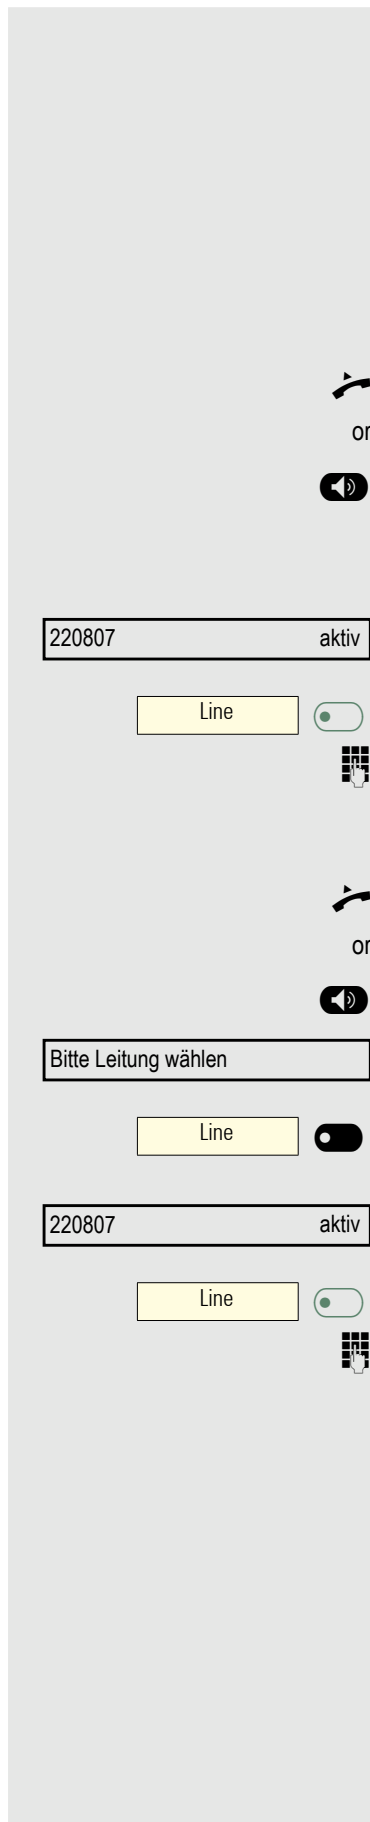 or
220807 aktiv
Line
or
Bitte Leitung wählen
Line
220807 aktiv
Line